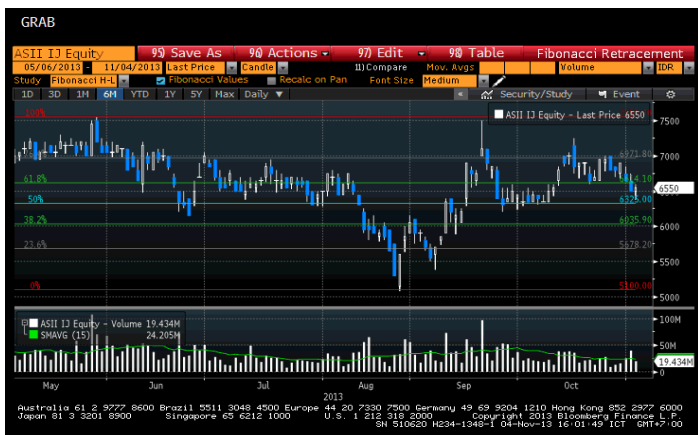 GRAB
ASII IJ Equity 95) Save As 96) Actions 97) Edit 98) Table Fibonacci Retracement
05/06/2013 - 11/04/2013 Last Price Candle 11) Compare Mov. Avgs Volume IDR
Study Fibonacci H-L Fibonacci Values Recalc on Pan Font Size Medium
1D 3D 1M 6M YTD 1Y 5Y Max Daily ▼ « Security/Study Event
100%
ASII IJ Equity - Last Price 6550
7500
6971.80
7000
61.8%
6550
50% 6325.00
38.2% 6035.90
6000
23.6% 5678.20
5500
0% 5100.00
5000
ASII IJ Equity - Volume 19.434M
SMAVG (15) 24.205M
100M
50M
19.434M
0
May Jun Jul Aug Sep Oct
2013
Australia 61 2 9777 8600 Brazil 5511 3048 4500 Europe 44 20 7330 7500 Germany 49 69 9204 1210 Hong Kong 852 2977 6000
Japan 81 3 3201 8900 Singapore 65 6212 1000 U.S. 1 212 318 2000 Copyright 2013 Bloomberg Finance L.P.
SN 510620 H234-1348-1 04-Nov-13 16:01:49 ICT GMT+7:00